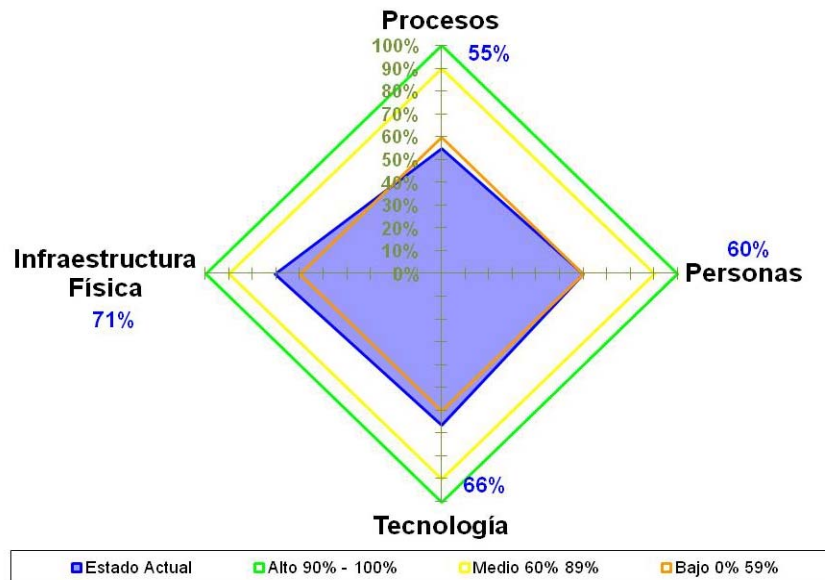 Procesos
55%
100%
90%
80%
70%
60%
50%
40%
30%
20%
10%
0%
Infraestructura
Física
71%
60%
Personas
66%
Tecnología
Estado Actual Alto 90% - 100% Medio 60% 89% Bajo 0% 59%